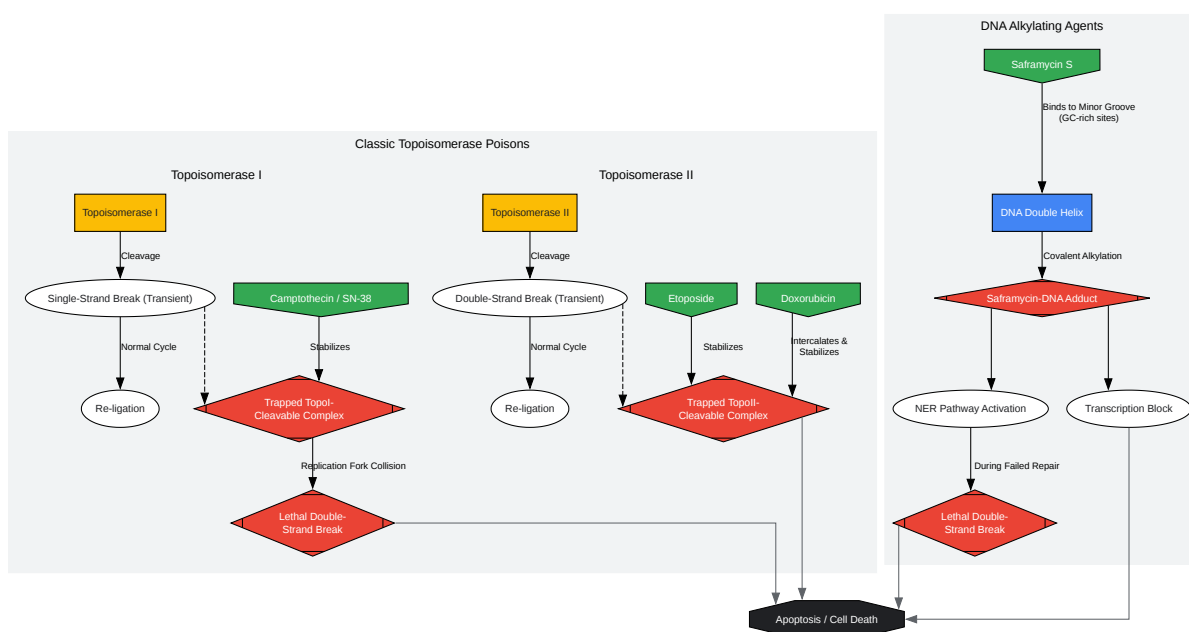 DNA Alkylating Agents
Saframycin S
Binds to Minor Groove
(GC-rich sites)
Classic Topoisomerase Poisons
Topoisomerase I
Topoisomerase II
Topoisomerase I
Topoisomerase II
DNA Double Helix
Cleavage
Cleavage
Covalent Alkylation
Single-Strand Break (Transient)
Camptothecin / SN-38
Double-Strand Break (Transient)
Etoposide
Doxorubicin
Saframycin-DNA Adduct
Normal Cycle
Stabilizes
Normal Cycle
Stabilizes
Intercalates &
Stabilizes
Re-ligation
Trapped TopoI-
Cleavable Complex
Re-ligation
Trapped TopoII-
Cleavable Complex
NER Pathway Activation
Transcription Block
Replication Fork Collision
During Failed Repair
Lethal Double-
Strand Break
Lethal Double-
Strand Break
Apoptosis / Cell Death